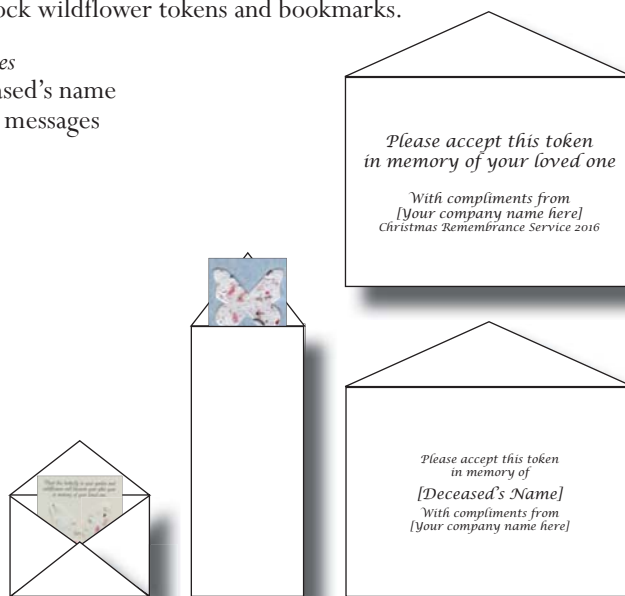 ock wildflower tokens and bookmarks.
es
ased's name
messages
Please accept this token
in memory of your loved one
With compliments from
[Your company name here]
Christmas Remembrance Service 2016
Please accept this token
in memory of
[Deceased's Name]
With compliments from
[Your company name here]